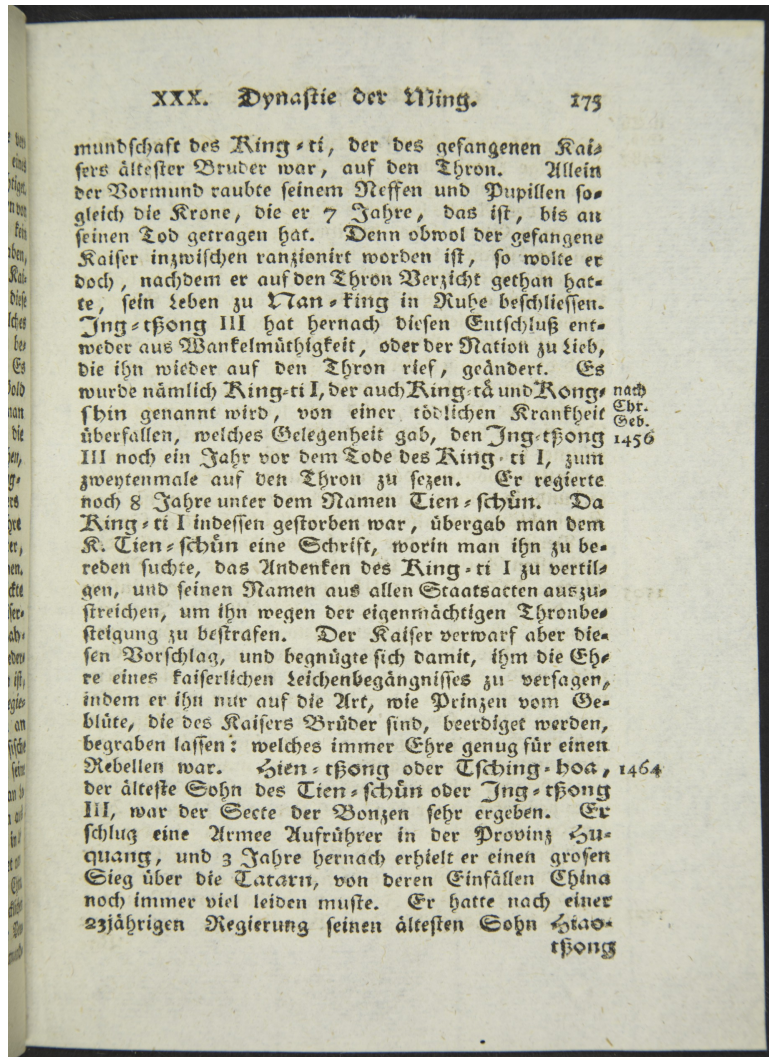 XXX. Dynastie der Ming. 175
mundschaft des King-ti, der des gefangenen Kai-
sers ältester Bruder war, auf den Thron. Allein
der Vormund raubte seinem Neffen und Pupillen so-
gleich die Krone, die er 7 Jahre, das ist, bis an
seinen Tod getragen hat. Denn obwol der gefangene
Kaiser inzwischen ranzionirt worden ist, so wolte er
doch, nachdem er auf den Thron Verzicht gethan hat-
te, sein Leben zu Nan-king in Ruhe beschliessen.
Jng-tßong III hat hernach diesen Entschluß ent-
weder aus Wankelmüthigkeit, oder der Nation zu Lieb,
die ihn wieder auf den Thron rief, geändert. Es
wurde nämlich King-ti I, der auch King-tå und Kong- nach
shin genannt wird, von einer tödlichen Krankheit Chr.
überfallen, welches Gelegenheit gab, den Jng-tßong Geb. 1456
III noch ein Jahr vor dem Tode des King-ti I, zum
zweytenmale auf den Thron zu sezen. Er regierte
noch 8 Jahre unter dem Namen Tien-schün. Da
King-ti I indessen gestorben war, übergab man dem
K. Tien-schün eine Schrift, worin man ihn zu be-
reden suchte, das Andenken des King-ti I zu vertil-
gen, und seinen Namen aus allen Staatsacten auszu-
streichen, um ihn wegen der eigenmächtigen Thronbe-
steigung zu bestrafen. Der Kaiser verwarf aber die-
sen Vorschlag, und begnügte sich damit, ihm die Eh-
re eines kaiserlichen Leichenbegängnisses zu versagen,
indem er ihn nur auf die Art, wie Prinzen vom Ge-
blüte, die des Kaisers Brüder sind, beerdiget werden,
begraben lassen: welches immer Ehre genug für einen
Rebellen war. Hien-tßong oder Tsching-hoa, 1464
der älteste Sohn des Tien-schün oder Jng-tßong
III, war der Secte der Bonzen sehr ergeben. Er
schlug eine Armee Aufrührer in der Provinz Hu-
quang, und 3 Jahre hernach erhielt er einen grosen
Sieg über die Tatarn, von deren Einfällen China
noch immer viel leiden muste. Er hatte nach einer
23jährigen Regierung seinen ältesten Sohn Hiao-
tßong